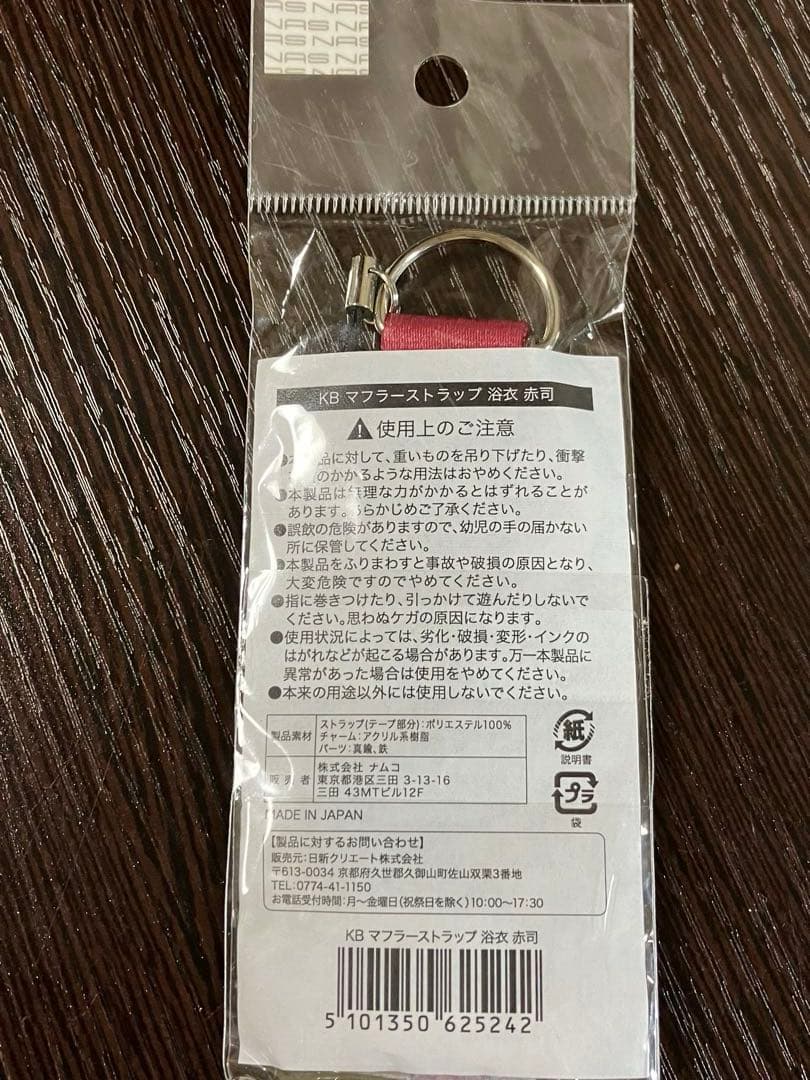 NAS NAS
KB マフラーストラップ 浴衣 赤司
使用上のご注意
●本 品に対して、重いものを吊り下げたり、衝撃
のかかるような用法はおやめください。
●本製品は無理な力がかかるとはずれることが
あります。あらかじめご了承ください。
●誤飲の危険がありますので、幼児の手の届かない
所に保管してください。
●本製品をふりまわすと事故や破損の原因となり、
大変危険ですのでやめてください。
●指に巻きつけたり、引っかけて遊んだりしないで
ください。思わぬケガの原因になります。
●使用状況によっては、劣化・破損・変形・インクの
はがれなどが起こる場合があります。万一本製品に
異常があった場合は使用をやめてください。
●本来の用途以外には使用しないでください。
製品素材
ストラップ(テープ部分):ポリエステル100%
チャーム:アクリル系樹脂
パーツ:真鍮、鉄
販売者
株式会社 ナムコ
東京都港区三田 3-13-16
三田 43MTビル12F
紙
説明書
プラ
袋
MADE IN JAPAN
【製品に対するお問い合わせ】
販売元:日新クリエート株式会社
〒613-0034 京都府久世郡久御山町佐山双栗3番地
TEL:0774-41-1150
お電話受付時間:月〜金曜日(祝祭日を除く)10:00〜17:30
KB マフラーストラップ 浴衣 赤司
5 101350 625242